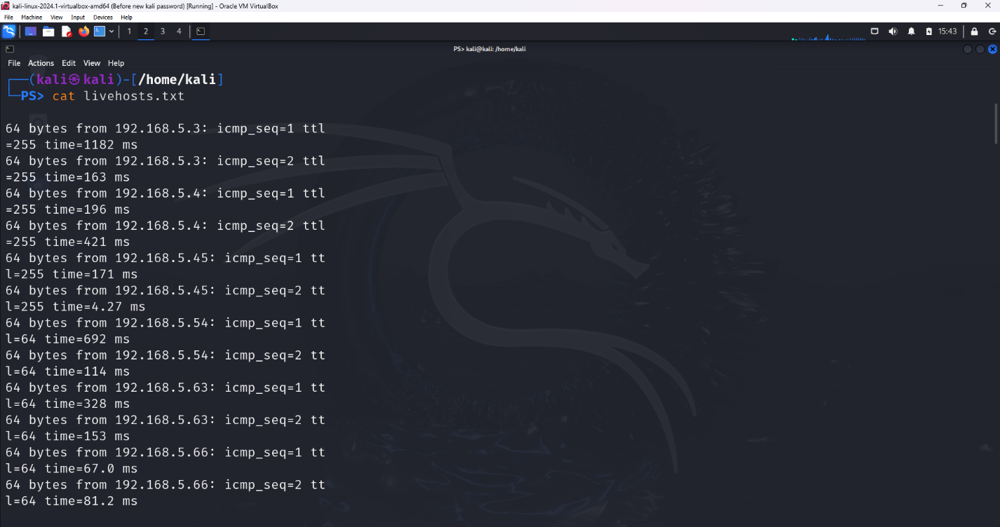 kali-linux-2024.1-virtualbox-amd64 (Before new kali password) [Running] - Oracle VM VirtualBox
File Machine View Input Devices Help
1 2 3 4 15:43
PS> kali@kali: /home/kali
File Actions Edit View Help
┌──(kali㉿kali)-[/home/kali]
└─PS> cat livehosts.txt
64 bytes from 192.168.5.3: icmp_seq=1 ttl
=255 time=1182 ms
64 bytes from 192.168.5.3: icmp_seq=2 ttl
=255 time=163 ms
64 bytes from 192.168.5.4: icmp_seq=1 ttl
=255 time=196 ms
64 bytes from 192.168.5.4: icmp_seq=2 ttl
=255 time=421 ms
64 bytes from 192.168.5.45: icmp_seq=1 tt
l=255 time=171 ms
64 bytes from 192.168.5.45: icmp_seq=2 tt
l=255 time=4.27 ms
64 bytes from 192.168.5.54: icmp_seq=1 tt
l=64 time=692 ms
64 bytes from 192.168.5.54: icmp_seq=2 tt
l=64 time=114 ms
64 bytes from 192.168.5.63: icmp_seq=1 tt
l=64 time=328 ms
64 bytes from 192.168.5.63: icmp_seq=2 tt
l=64 time=153 ms
64 bytes from 192.168.5.66: icmp_seq=1 tt
l=64 time=67.0 ms
64 bytes from 192.168.5.66: icmp_seq=2 tt
l=64 time=81.2 ms